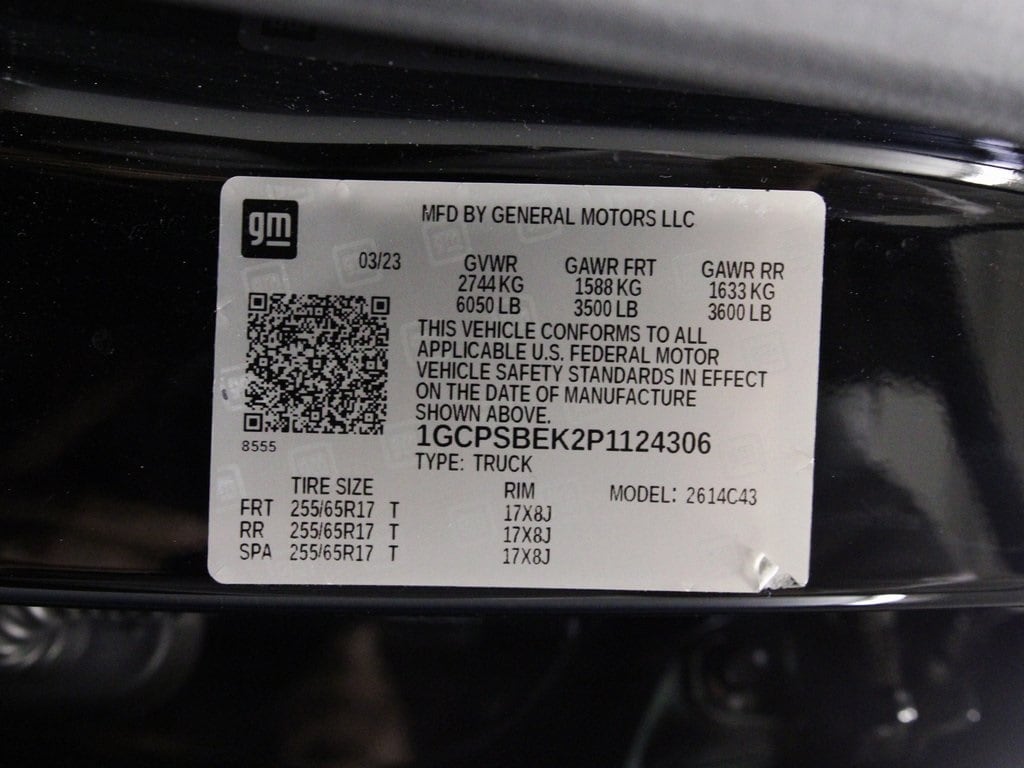 gm
MFD BY GENERAL MOTORS LLC
03/23
GVWR GAWR FRT GAWR RR
2744 KG 1588 KG 1633 KG
6050 LB 3500 LB 3600 LB
THIS VEHICLE CONFORMS TO ALL
APPLICABLE U.S. FEDERAL MOTOR
VEHICLE SAFETY STANDARDS IN EFFECT
ON THE DATE OF MANUFACTURE
SHOWN ABOVE.
8555
1GCPSBEK2P1124306
TYPE: TRUCK
TIRE SIZE RIM MODEL: 2614C43
FRT 255/65R17 T 17X8J
RR 255/65R17 T 17X8J
SPA 255/65R17 T 17X8J